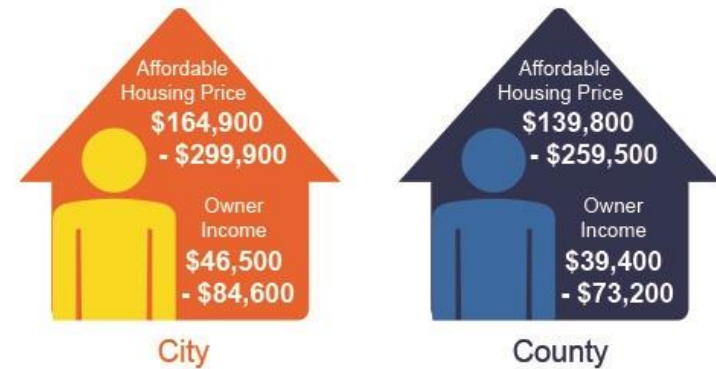 Affordable
Housing Price
$164,900
- $299,900
Owner
Income
$46,500
- $84,600
City
Affordable
Housing Price
$139,800
- $259,500
Owner
Income
$39,400
- $73,200
County